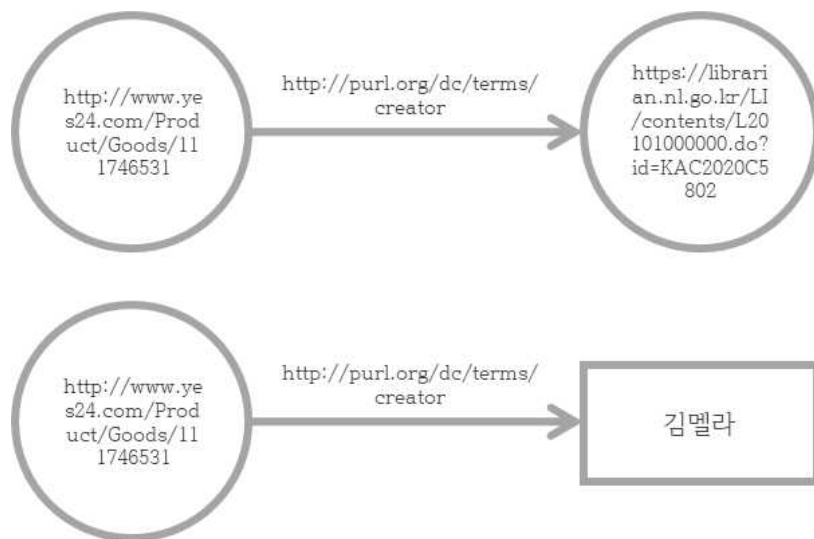 http://www.ye
s24.com/Prod
uct/Goods/11
1746531
http://purl.org/dc/terms/
creator
https://librari
an.nl.go.kr/LI
/contents/L20
101000000.do?
id=KAC2020C5
802
http://www.ye
s24.com/Prod
uct/Goods/11
1746531
http://purl.org/dc/terms/
creator
김멜라